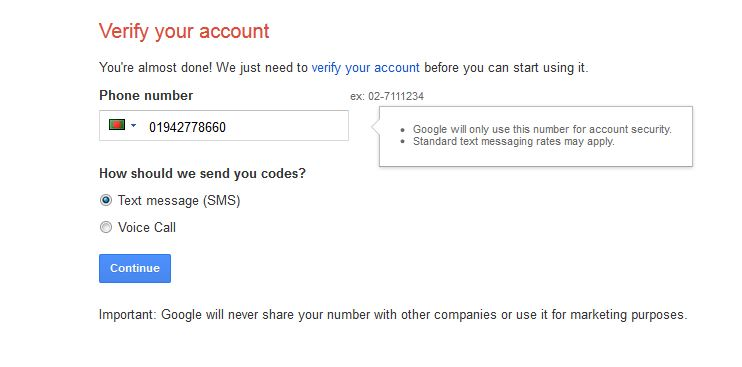 Verify your account
You're almost done! We just need to verify your account before you can start using it.
Phone number
ex: 02-7111234
01942778660
Google will only use this number for account security.
Standard text messaging rates may apply.
How should we send you codes?
Text message (SMS)
Voice Call
Continue
Important: Google will never share your number with other companies or use it for marketing purposes.